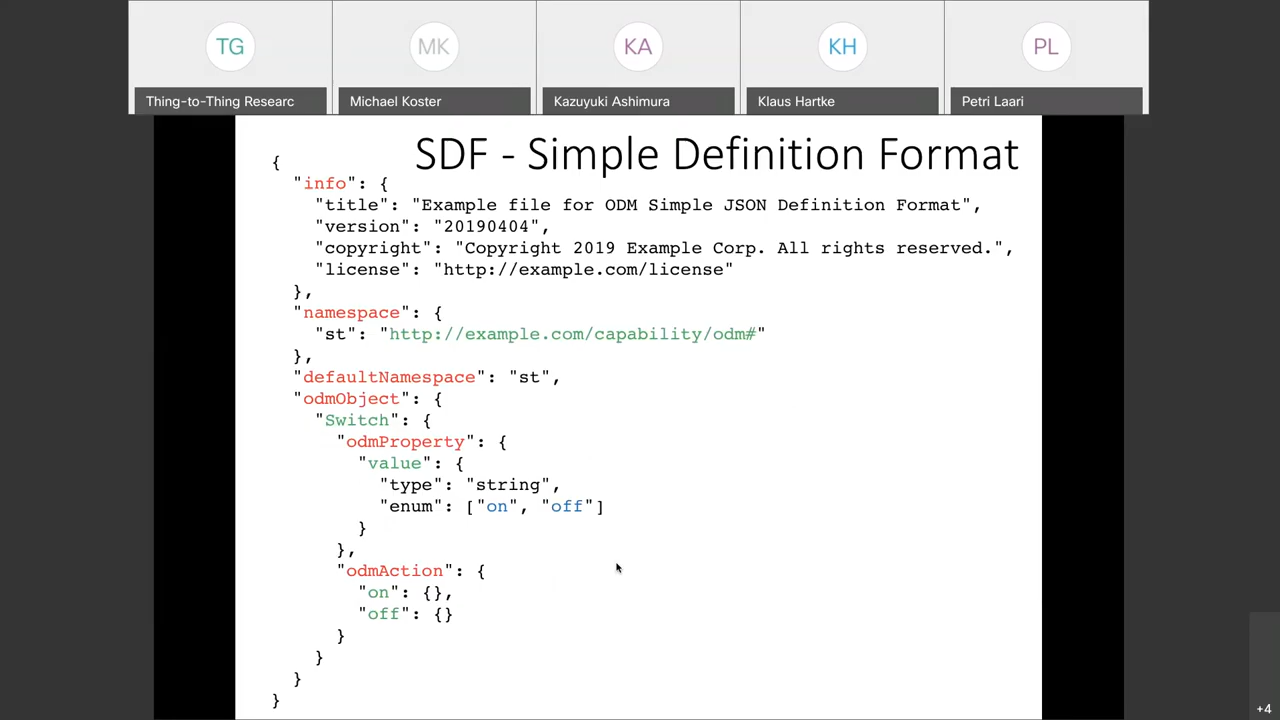 TG
MK
KA
KH
PL
Thing-to-Thing Researc
Michael Koster
Kazuyuki Ashimura
Klaus Hartke
Petri Laari
SDF - Simple Definition Format
{
"info": {
"title": "Example file for ODM Simple JSON Definition Format",
"version": "20190404",
"copyright": "Copyright 2019 Example Corp. All rights reserved.",
"license": "http://example.com/license"
},
"namespace": {
"st": "http://example.com/capability/odm#"
},
"defaultNamespace": "st",
"odmObject": {
"Switch": {
"odmProperty": {
"value": {
"type": "string",
"enum": ["on", "off"]
}
},
"odmAction": {
"on": {},
"off": {}
}
}
}
}
+4